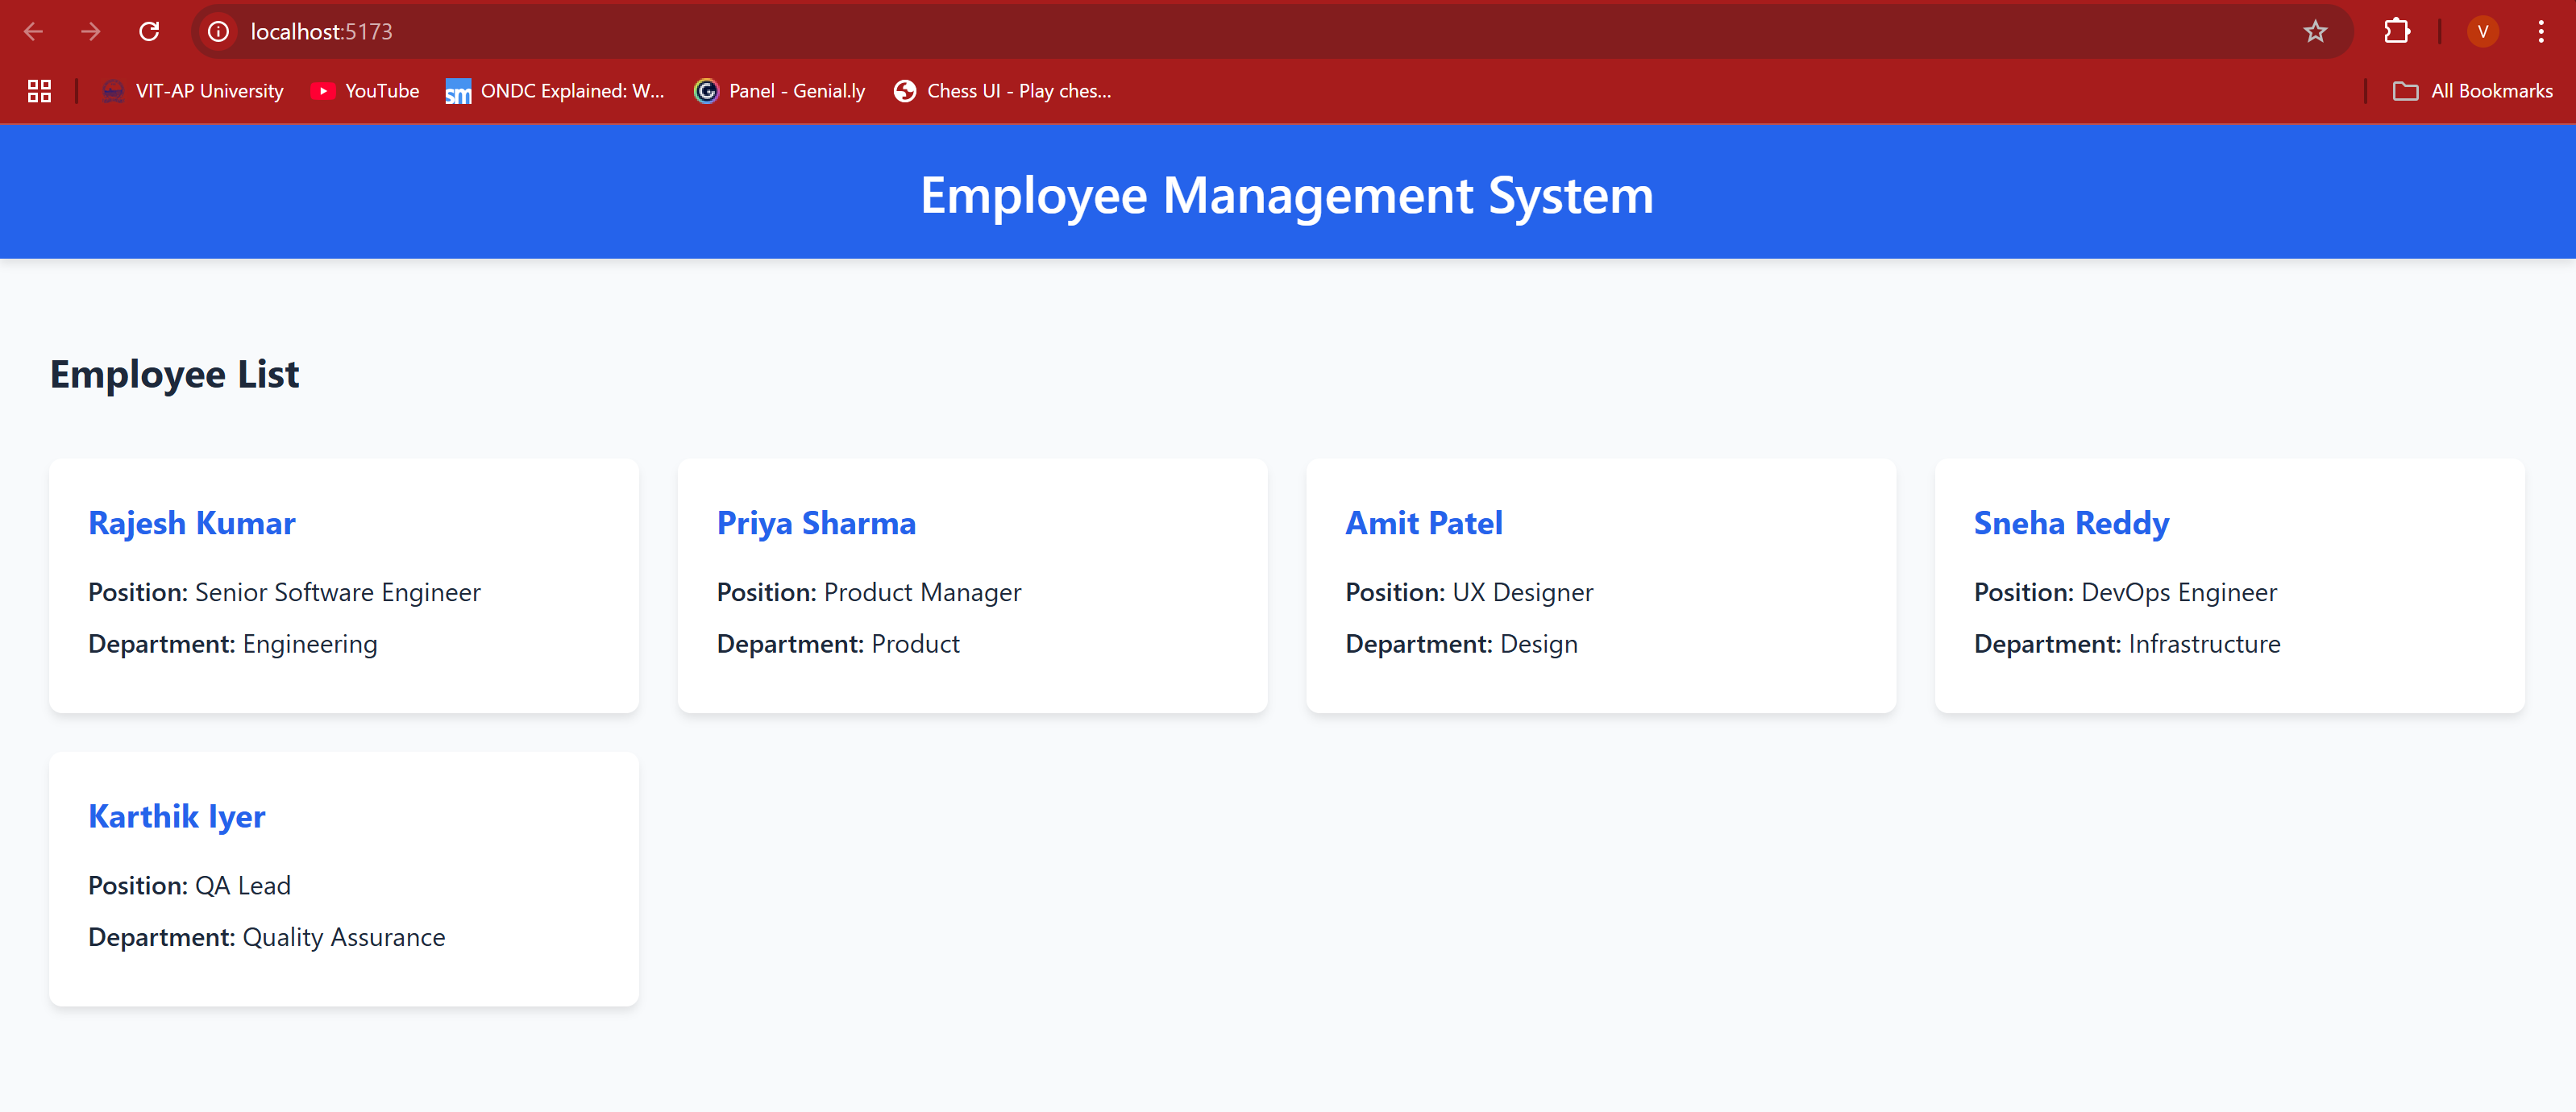 localhost:5173
V
VIT-AP University
YouTube
sm
ONDC Explained: W...
Panel - Genial.ly
Chess UI - Play ches...
All Bookmarks
Employee Management System
Employee List
Rajesh Kumar
Position: Senior Software Engineer
Department: Engineering
Priya Sharma
Position: Product Manager
Department: Product
Amit Patel
Position: UX Designer
Department: Design
Sneha Reddy
Position: DevOps Engineer
Department: Infrastructure
Karthik Iyer
Position: QA Lead
Department: Quality Assurance